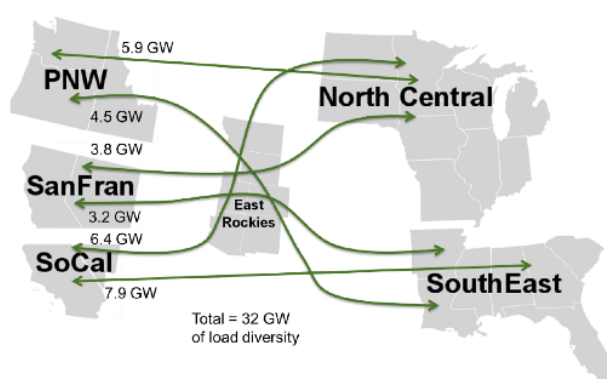 5.9 GW
PNW
North Central
4.5 GW
3.8 GW
SanFran
East
Rockies
3.2 GW
6.4 GW
SoCal
SouthEast
7.9 GW
Total = 32 GW
of load diversity